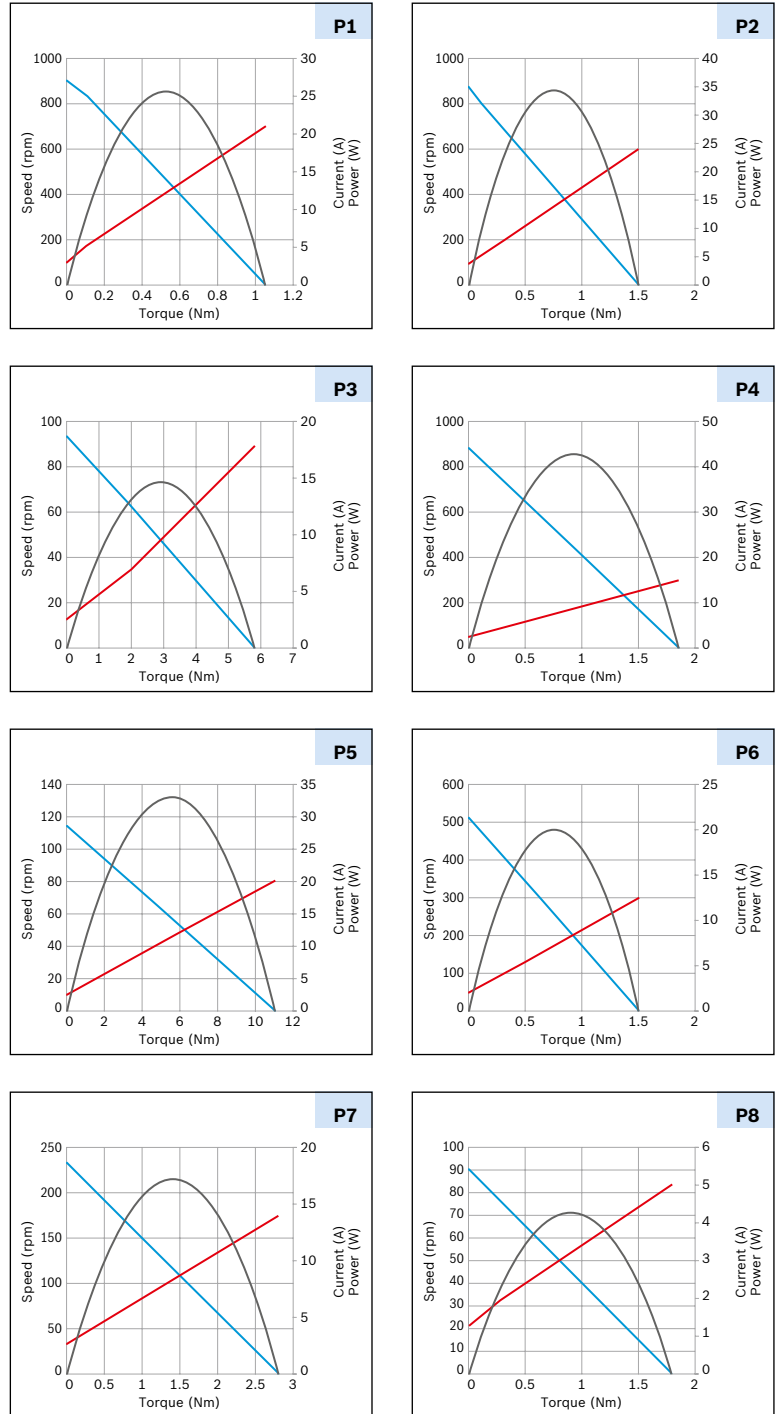 P1
1000
800
600
400
200
0
30
25
20
15
10
5
0
0 0.2 0.4 0.6 0.8 1 1.2
Speed (rpm)
Current (A)
Power (W)
Torque (Nm)
P2
1000
800
600
400
200
0
40
35
30
25
20
15
10
5
0
0 0.5 1 1.5 2
Speed (rpm)
Current (A)
Power (W)
Torque (Nm)
P3
100
80
60
40
20
0
20
15
10
5
0
0 1 2 3 4 5 6 7
Speed (rpm)
Current (A)
Power (W)
Torque (Nm)
P4
1000
800
600
400
200
0
50
40
30
20
10
0
0 0.5 1 1.5 2
Speed (rpm)
Current (A)
Power (W)
Torque (Nm)
P5
140
120
100
80
60
40
20
0
35
30
25
20
15
10
5
0
0 2 4 6 8 10 12
Speed (rpm)
Current (A)
Power (W)
Torque (Nm)
P6
600
500
400
300
200
100
0
25
20
15
10
5
0
0 0.5 1 1.5 2
Speed (rpm)
Current (A)
Power (W)
Torque (Nm)
P7
250
200
150
100
50
0
20
15
10
5
0
0 0.5 1 1.5 2 2.5 3
Speed (rpm)
Current (A)
Power (W)
Torque (Nm)
P8
100
90
80
70
60
50
40
30
20
10
0
6
5
4
3
2
1
0
0 0.5 1 1.5 2
Speed (rpm)
Current (A)
Power (W)
Torque (Nm)